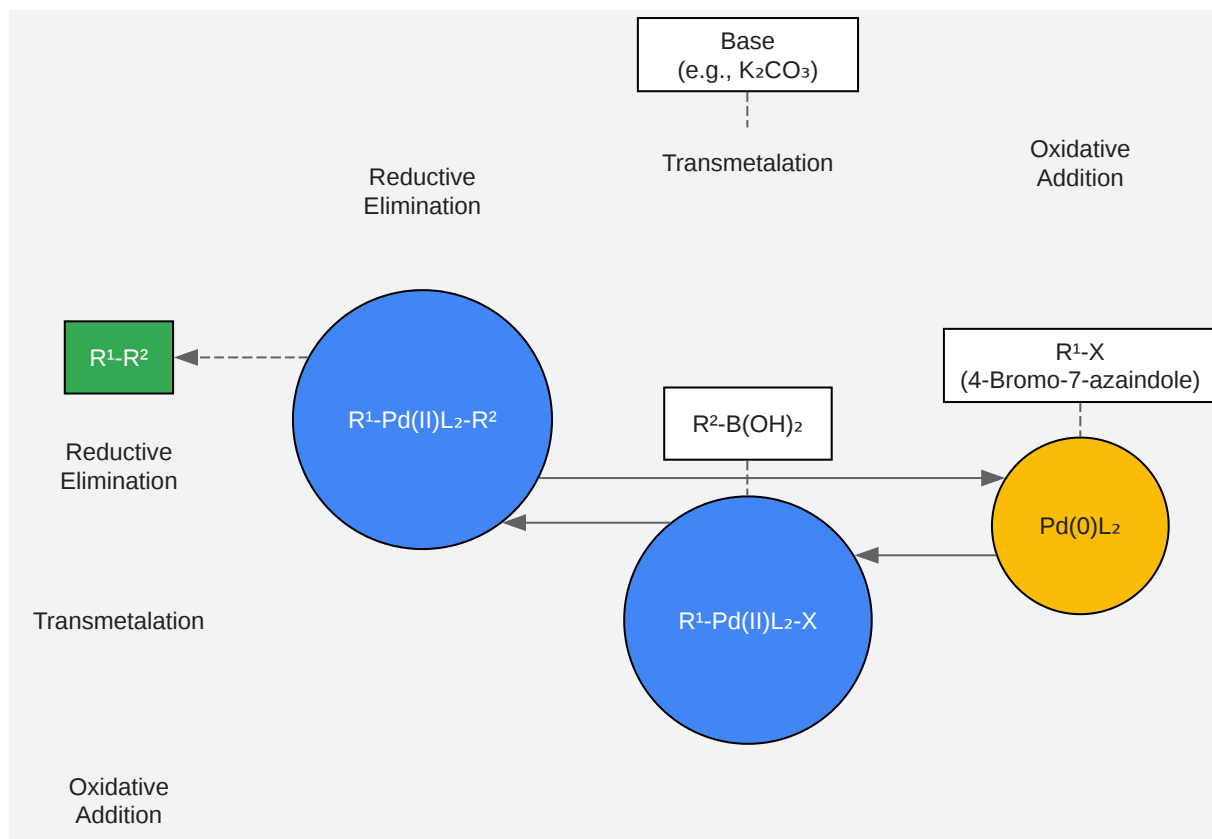 Base
(e.g., K₂CO₃)
Transmetalation
Oxidative
Addition
Reductive
Elimination
R¹-R²
R¹-X
(4-Bromo-7-azaindole)
R¹-Pd(II)L₂-R²
R²-B(OH)₂
Reductive
Elimination
Pd(0)L₂
Transmetalation
R¹-Pd(II)L₂-X
Oxidative
Addition